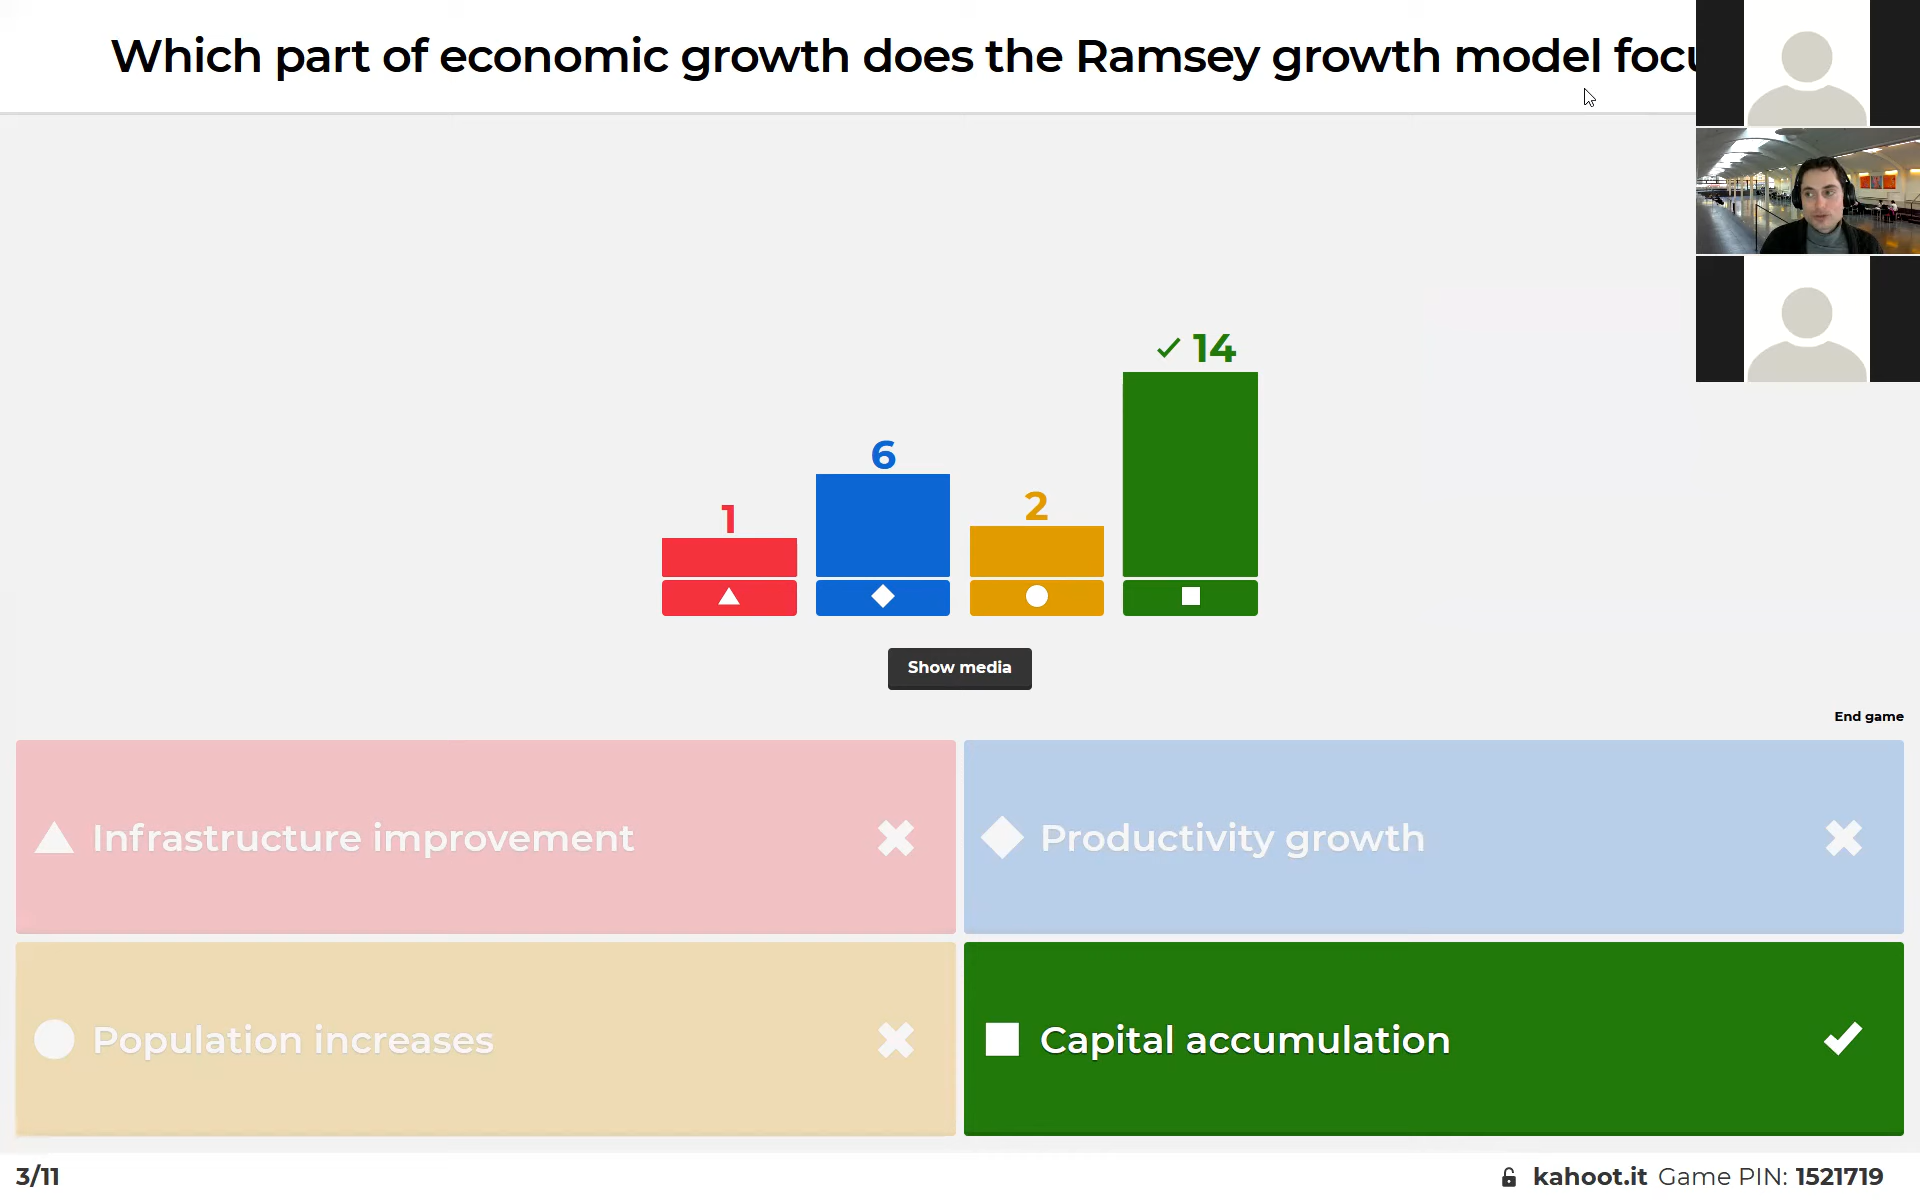 Which part of economic growth does the Ramsey growth model
14
6
2
1
Show media
End game
Infrastructure improvement
Productivity growth
Population increases
Capital accumulation
3/11
kahoot.it Game PIN: 1521719